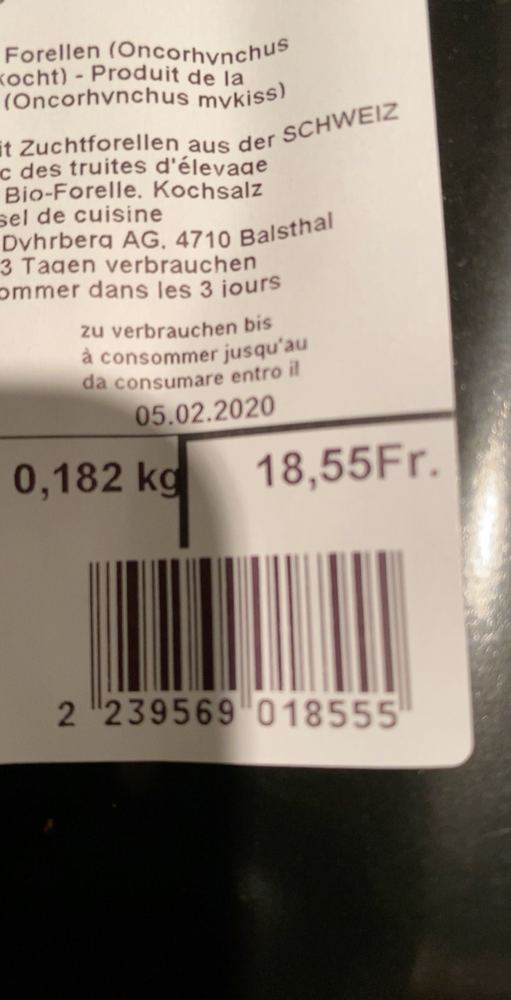 Forellen (Oncorhynchus
kocht) - Produit de la
(Oncorhynchus mykiss)
it Zuchtforellen aus der SCHWEIZ
c des truites d'élevage
Bio-Forelle. Kochsalz
sel de cuisine
Dyhrberg AG. 4710 Balsthal
3 Tagen verbrauchen
ommer dans les 3 jours
zu verbrauchen bis
à consommer jusqu'au
da consumare entro il
05.02.2020
0,182 kg 18,55Fr.
2 239569 018555